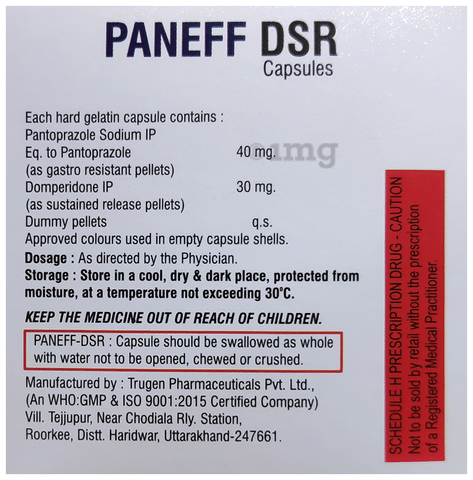 PANEFF DSR
Capsules
Each hard gelatin capsule contains :
Pantoprazole Sodium IP
Eq. to Pantoprazole 40 mg.
(as gastro resistant pellets)
Domperidone IP 30 mg.
(as sustained release pellets)
Dummy pellets q.s.
Approved colours used in empty capsule shells.
Dosage : As directed by the Physician.
Storage : Store in a cool, dry & dark place, protected from
moisture, at a temperature not exceeding 30°C.
KEEP THE MEDICINE OUT OF REACH OF CHILDREN.
PANEFF-DSR : Capsule should be swallowed as whole
with water not to be opened, chewed or crushed.
Manufactured by : Trugen Pharmaceuticals Pvt. Ltd.,
(An WHO:GMP & ISO 9001:2015 Certified Company)
Vill. Tejjupur, Near Chodiala Rly. Station,
Roorkee, Distt. Haridwar, Uttarakhand-247661.
SCHEDULE H PRESCRIPTION DRUG - CAUTION
Not to be sold by retail without the prescription
of a Registered Medical Practitioner.